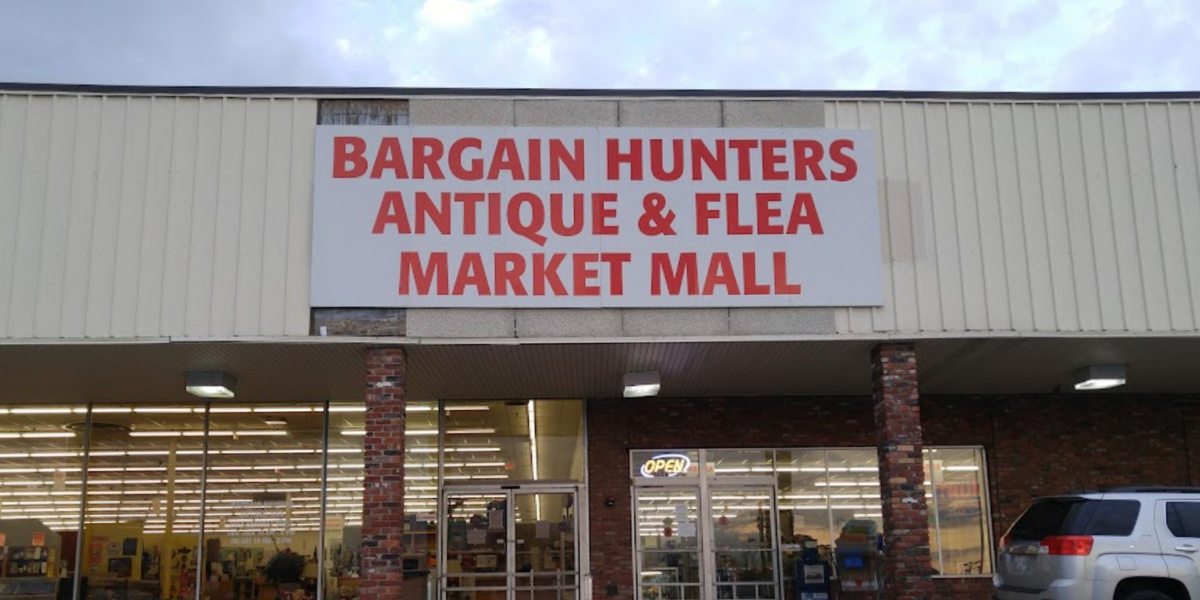 BARGAIN HUNTERS
ANTIQUE & FLEA
MARKET MALL
OPEN